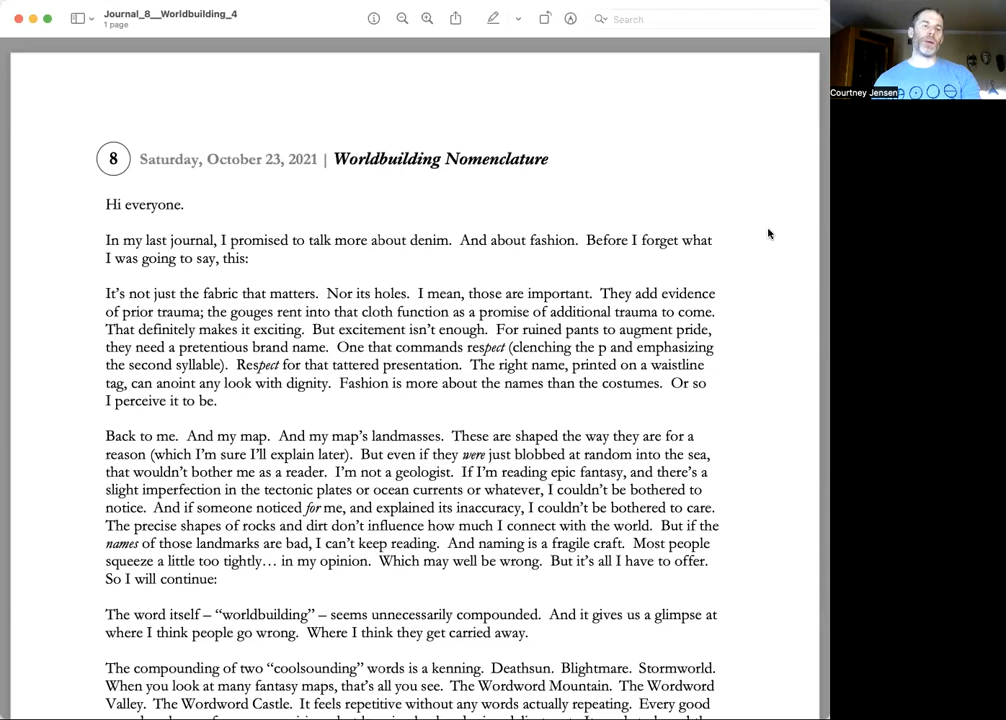 Journal_8__Worldbuilding_4
1 page
Search
Courtney Jensen
8 Saturday, October 23, 2021 | Worldbuilding Nomenclature
Hi everyone.
In my last journal, I promised to talk more about denim. And about fashion. Before I forget what
I was going to say, this:
It's not just the fabric that matters. Nor its holes. I mean, those are important. They add evidence
of prior trauma; the gouges rent into that cloth function as a promise of additional trauma to come.
That definitely makes it exciting. But excitement isn't enough. For ruined pants to augment pride,
they need a pretentious brand name. One that commands respect (clenching the p and emphasizing
the second syllable). Respect for that tattered presentation. The right name, printed on a waistline
tag, can anoint any look with dignity. Fashion is more about the names than the costumes. Or so
I perceive it to be.
Back to me. And my map. And my map's landmasses. These are shaped the way they are for a
reason (which I'm sure I'll explain later). But even if they were just blobbed at random into the sea,
that wouldn't bother me as a reader. I'm not a geologist. If I'm reading epic fantasy, and there's a
slight imperfection in the tectonic plates or ocean currents or whatever, I couldn't be bothered to
notice. And if someone noticed for me, and explained its inaccuracy, I couldn't be bothered to care.
The precise shapes of rocks and dirt don't influence how much I connect with the world. But if the
names of those landmarks are bad, I can't keep reading. And naming is a fragile craft. Most people
squeeze a little too tightly… in my opinion. Which may well be wrong. But it's all I have to offer.
So I will continue:
The word itself – "worldbuilding" – seems unnecessarily compounded. And it gives us a glimpse at
where I think people go wrong. Where I think they get carried away.
The compounding of two "coolsounding" words is a kenning. Deathsun. Blightmare. Stormworld.
When you look at many fantasy maps, that's all you see. The Wordword Mountain. The Wordword
Valley. The Wordword Castle. It feels repetitive without any words actually repeating. Every good